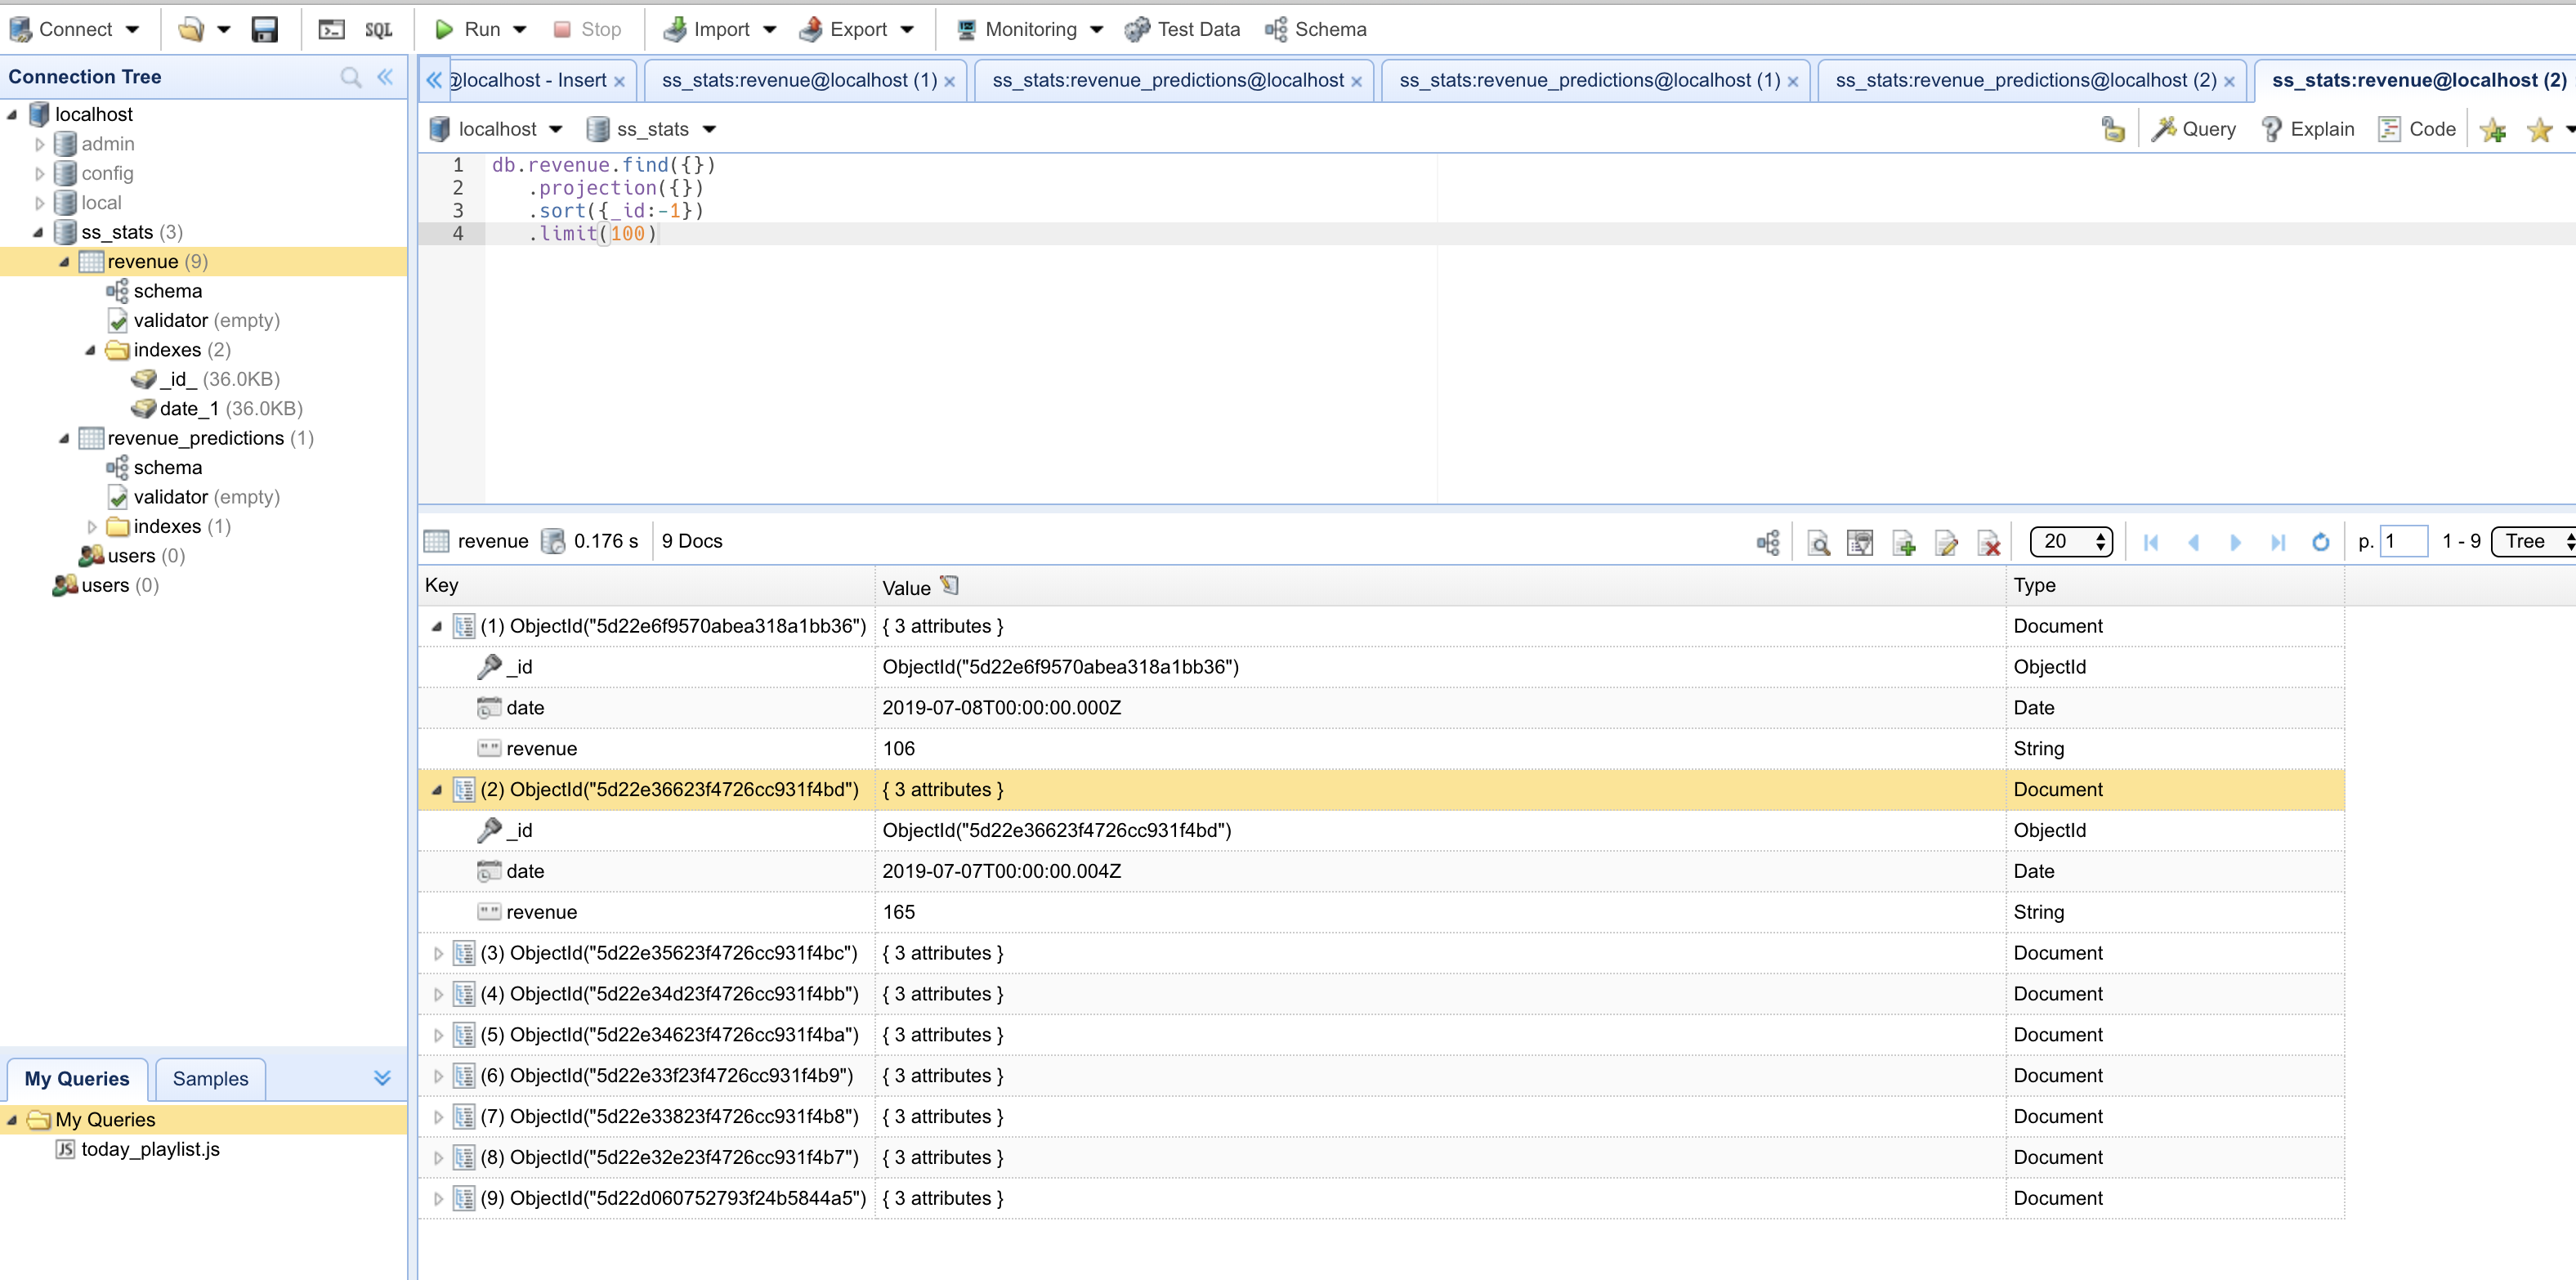 Connect SQL Run Stop Import Export Monitoring Test Data Schema
Connection Tree
localhost
admin
config
local
ss_stats (3)
revenue (9)
schema
validator (empty)
indexes (2)
_id_ (36.0KB)
date_1 (36.0KB)
revenue_predictions (1)
schema
validator (empty)
indexes (1)
users (0)
users (0)
My Queries Samples
My Queries
JS today_playlist.js
@localhost - Insert ss_stats:revenue@localhost (1) ss_stats:revenue_predictions@localhost ss_stats:revenue_predictions@localhost (1) ss_stats:revenue_predictions@localhost (2) ss_stats:revenue@localhost (2)
localhost ss_stats Query Explain Code
1 db.revenue.find({})
2 .projection({})
3 .sort({_id:-1})
4 .limit(100)
revenue 0.176 s 9 Docs 20 p. 1 1 - 9 Tree
Key Value Type
(1) ObjectId("5d22e6f9570abea318a1bb36") { 3 attributes } Document
_id ObjectId("5d22e6f9570abea318a1bb36") ObjectId
date 2019-07-08T00:00:00.000Z Date
revenue 106 String
(2) ObjectId("5d22e36623f4726cc931f4bd") { 3 attributes } Document
_id ObjectId("5d22e36623f4726cc931f4bd") ObjectId
date 2019-07-07T00:00:00.004Z Date
revenue 165 String
(3) ObjectId("5d22e35623f4726cc931f4bc") { 3 attributes } Document
(4) ObjectId("5d22e34d23f4726cc931f4bb") { 3 attributes } Document
(5) ObjectId("5d22e34623f4726cc931f4ba") { 3 attributes } Document
(6) ObjectId("5d22e33f23f4726cc931f4b9") { 3 attributes } Document
(7) ObjectId("5d22e33823f4726cc931f4b8") { 3 attributes } Document
(8) ObjectId("5d22e32e23f4726cc931f4b7") { 3 attributes } Document
(9) ObjectId("5d22d060752793f24b5844a5") { 3 attributes } Document